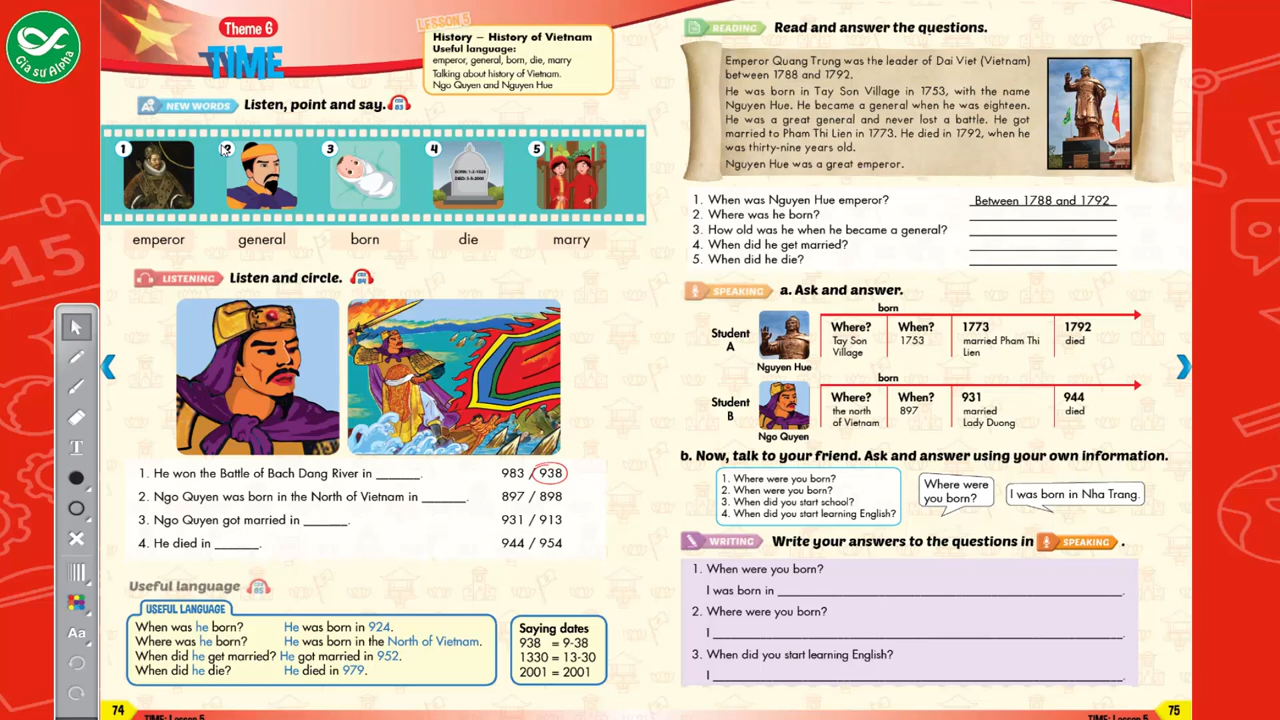 Gia sư Alpha
Theme 6
TIME
LESSON 5
History – History of Vietnam
Useful language:
emperor, general, born, die, marry
Talking about history of Vietnam.
Ngo Quyen and Nguyen Hue
NEW WORDS
Listen, point and say.
CD2
83
1
2
3
4
5
emperor
general
born
die
marry
LISTENING
Listen and circle.
CD2
84
1. He won the Battle of Bach Dang River in ______. 983 / 938
2. Ngo Quyen was born in the North of Vietnam in ______. 897 / 898
3. Ngo Quyen got married in ______. 931 / 913
4. He died in ______. 944 / 954
Useful language
CD2
85
USEFUL LANGUAGE
When was he born? He was born in 924.
Where was he born? He was born in the North of Vietnam.
When did he get married? He got married in 952.
When did he die? He died in 979.
Saying dates
938 = 9-38
1330 = 13-30
2001 = 2001
74
TIME: Lesson 5
READING
Read and answer the questions.
Emperor Quang Trung was the leader of Dai Viet (Vietnam)
between 1788 and 1792.
He was born in Tay Son Village in 1753, with the name
Nguyen Hue. He became a general when he was eighteen.
He was a great general and never lost a battle. He got
married to Pham Thi Lien in 1773. He died in 1792, when he
was thirty-nine years old.
Nguyen Hue was a great emperor.
1. When was Nguyen Hue emperor? Between 1788 and 1792
2. Where was he born?
3. How old was he when he became a general?
4. When did he get married?
5. When did he die?
SPEAKING
a. Ask and answer.
born
Student
A
Nguyen Hue
Where?
Tay Son
Village
When?
1753
1773
married Pham Thi
Lien
1792
died
born
Student
B
Ngo Quyen
Where?
the north
of Vietnam
When?
897
931
married
Lady Duong
944
died
b. Now, talk to your friend. Ask and answer using your own information.
1. Where were you born?
2. When were you born?
3. When did you start school?
4. When did you start learning English?
Where were
you born?
I was born in Nha Trang.
WRITING
Write your answers to the questions in SPEAKING.
1. When were you born?
I was born in ______.
2. Where were you born?
I ______.
3. When did you start learning English?
I ______.
75
TIME: Lesson 5
T
Aa